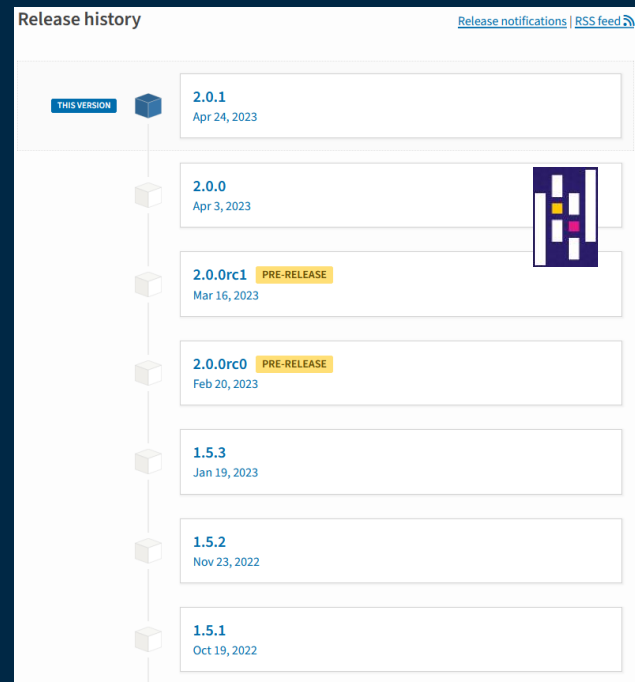 Release history
Release notifications | RSS feed
THIS VERSION
2.0.1
Apr 24, 2023
2.0.0
Apr 3, 2023
2.0.0rc1 PRE-RELEASE
Mar 16, 2023
2.0.0rc0 PRE-RELEASE
Feb 20, 2023
1.5.3
Jan 19, 2023
1.5.2
Nov 23, 2022
1.5.1
Oct 19, 2022